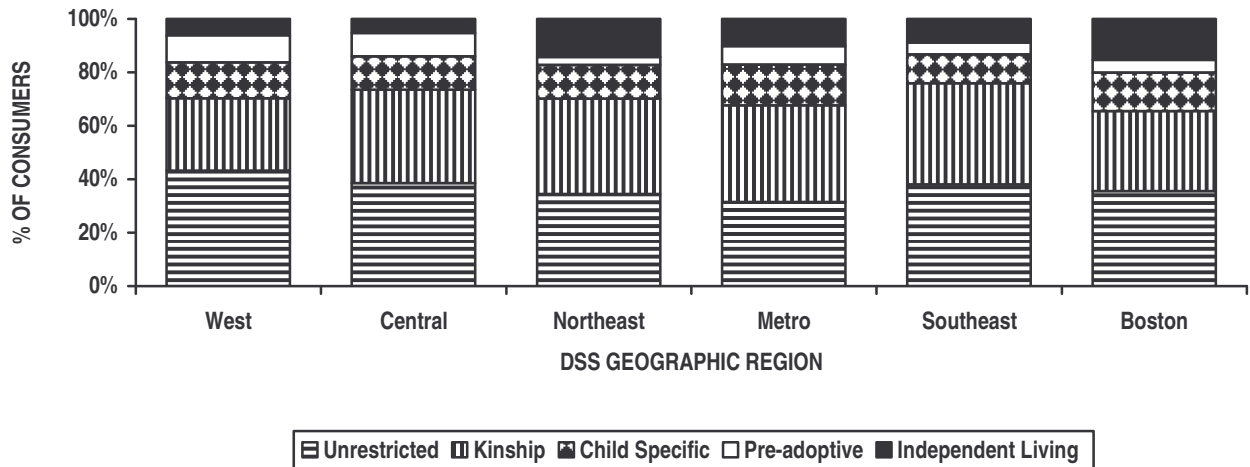 100%
80%
60%
40%
20%
0%
% OF CONSUMERS
West Central Northeast Metro Southeast Boston
DSS GEOGRAPHIC REGION
Unrestricted Kinship Child Specific Pre-adoptive Independent Living